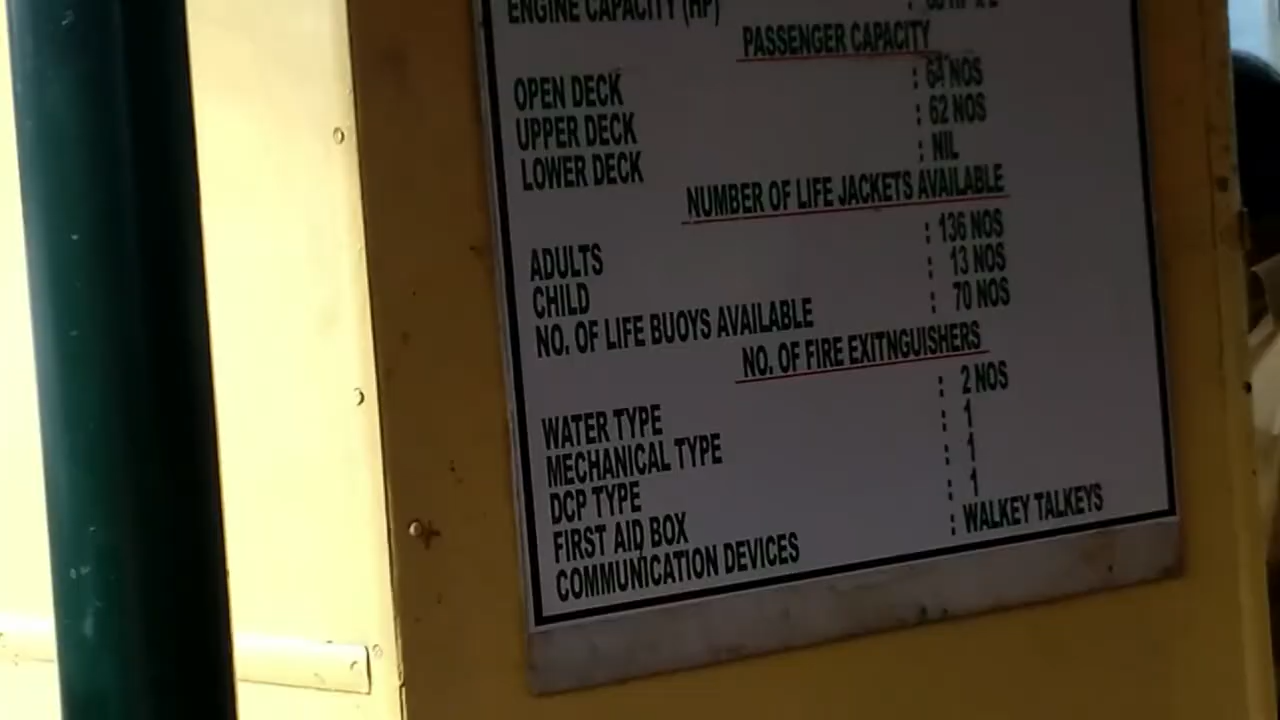 ENGINE CAPACITY (HP) :
PASSENGER CAPACITY
OPEN DECK : 64 NOS
UPPER DECK : 62 NOS
LOWER DECK : NIL
NUMBER OF LIFE JACKETS AVAILABLE
ADULTS : 136 NOS
CHILD : 13 NOS
NO. OF LIFE BUOYS AVAILABLE : 70 NOS
NO. OF FIRE EXITNGUISHERS
WATER TYPE : 2 NOS
MECHANICAL TYPE : 1
DCP TYPE : 1
FIRST AID BOX : 1
COMMUNICATION DEVICES : WALKEY TALKEYS